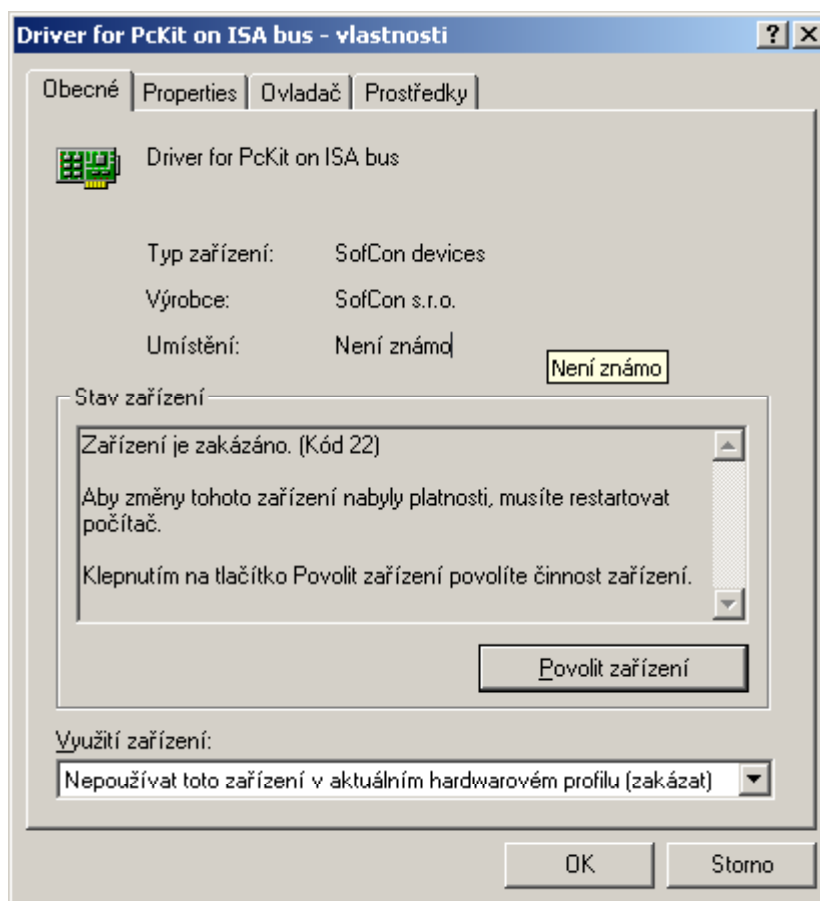 Driver for PcKit on ISA bus - vlastnosti
Obecné Properties Ovladač Prostředky
Driver for PcKit on ISA bus
Typ zařízení: SofCon devices
Výrobce: SofCon s.r.o.
Umístění: Není známo
Není známo
Stav zařízení
Zařízení je zakázáno. (Kód 22)
Aby změny tohoto zařízení nabyly platnosti, musíte restartovat
počítač.
Klepnutím na tlačítko Povolit zařízení povolíte činnost zařízení.
Povolit zařízení
Využití zařízení:
Nepoužívat toto zařízení v aktuálním hardwarovém profilu (zakázat)
OK Storno